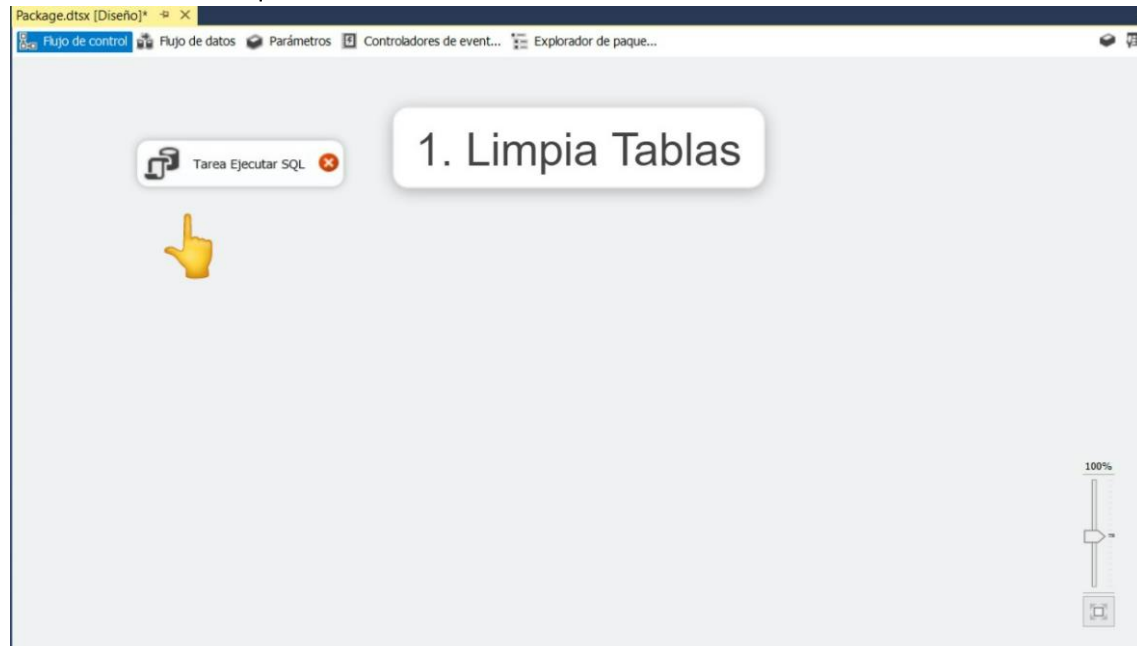 Package.dtsx [Diseño]*
Flujo de control Flujo de datos Parámetros Controladores de event... Explorador de paque...
Tarea Ejecutar SQL
1. Limpia Tablas
100%